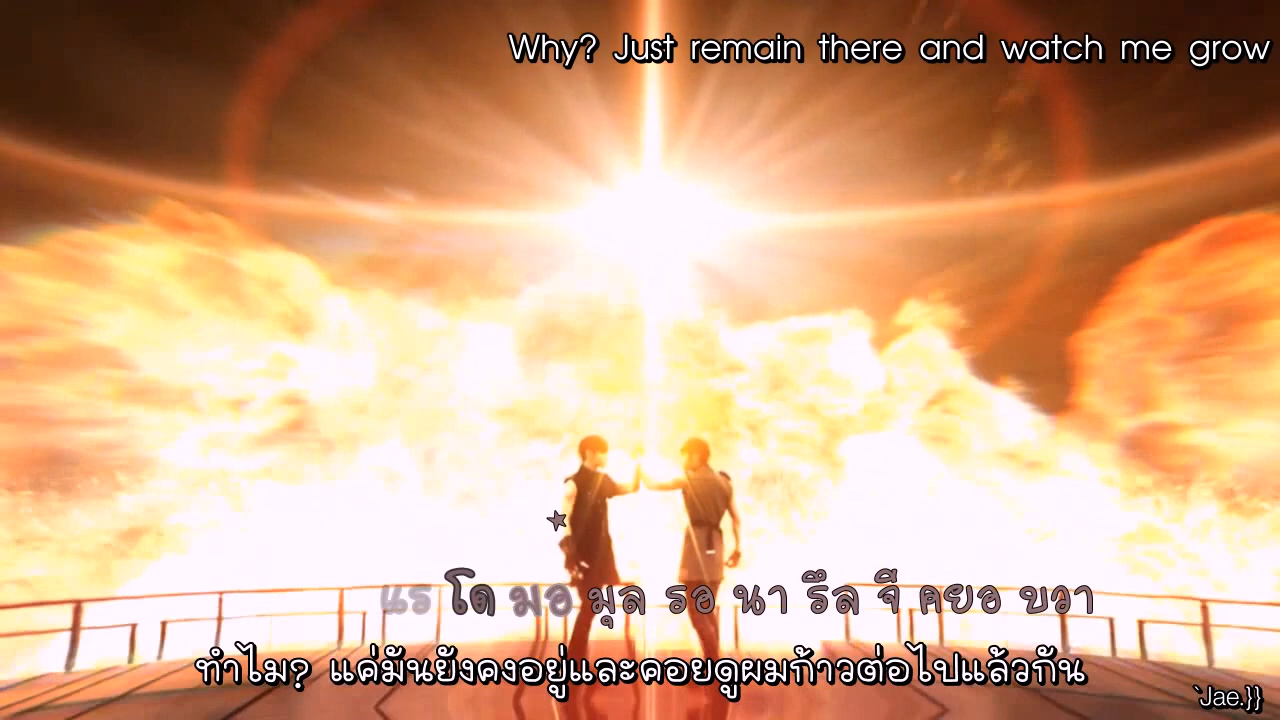 Why? Just remain there and watch me grow
แร โด มอ มุล รอ นา รึล จี คยอ บวา
ทำไม? แค่มันยังคงอยู่และคอยดูผมก้าวต่อไปแล้วกัน
`Jae.}}